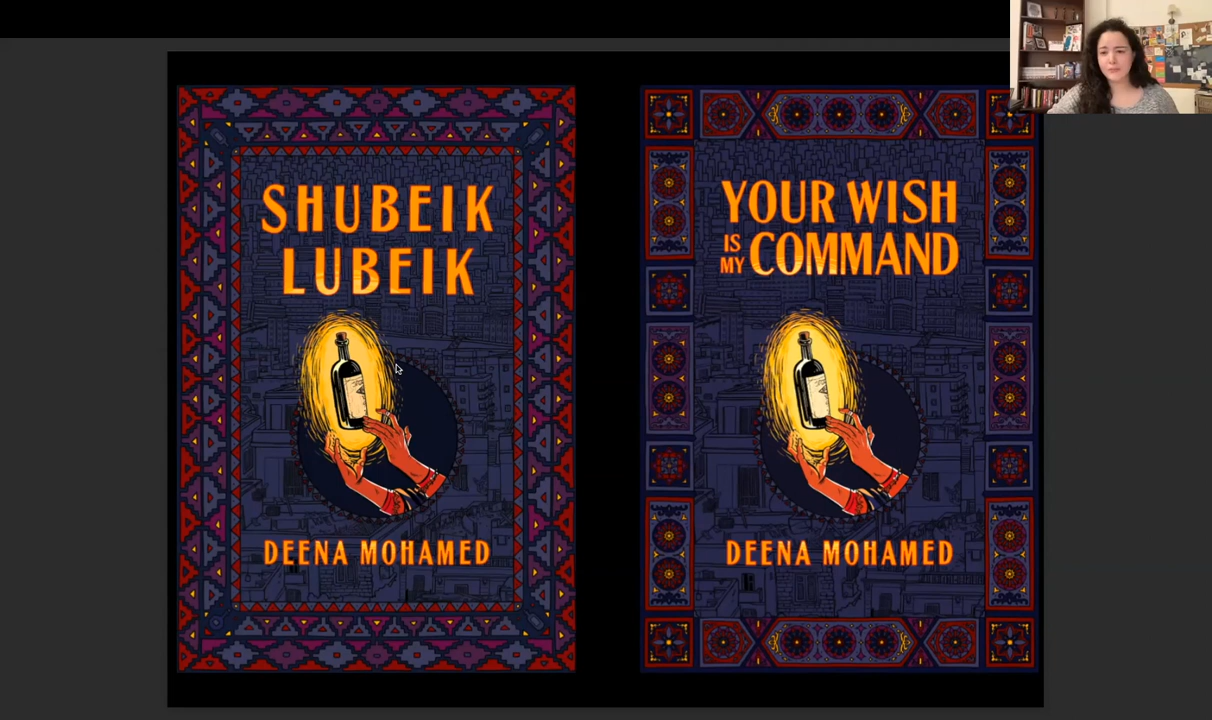 SHUBEIK
LUBEIK
DEENA MOHAMED
YOUR WISH
IS MY COMMAND
DEENA MOHAMED